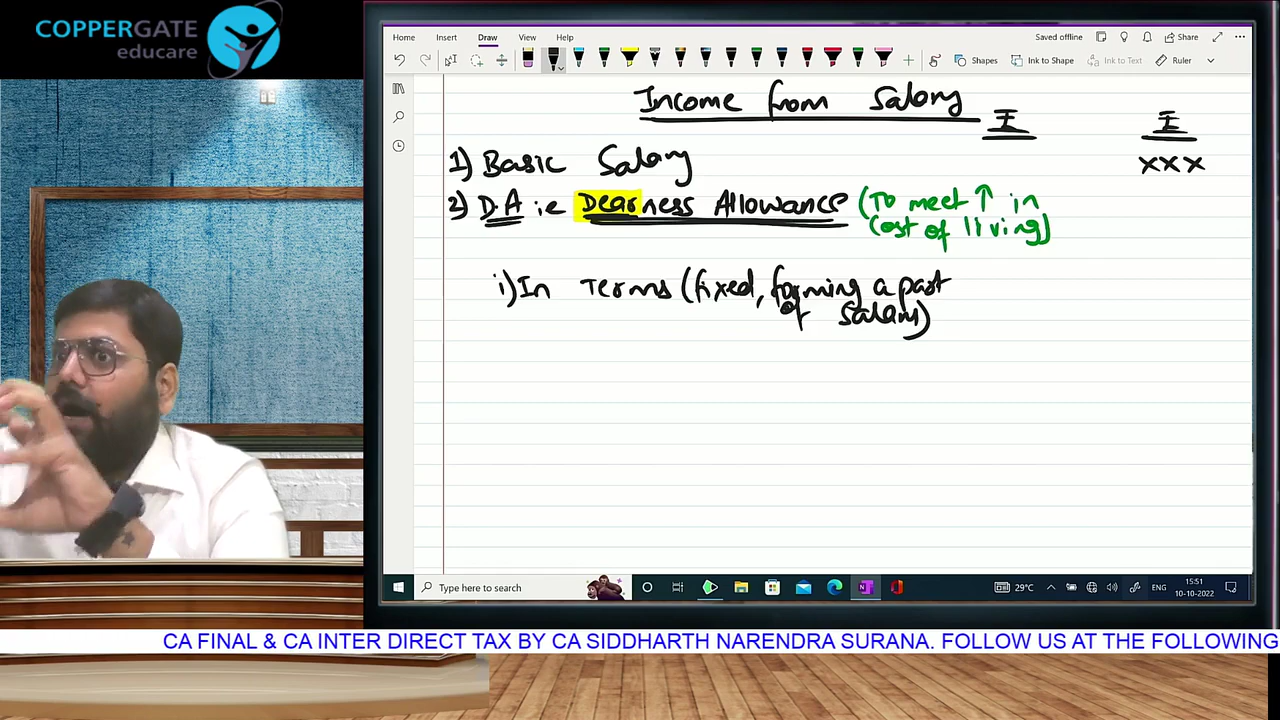 COPPERGATE
educare
Home Insert Draw View Help
Saved offline
Share
Shapes
Ink to Shape
Ink to Text
Ruler
Income from Salary
₹ ₹
1) Basic Salary xxx
2) D.A ie Dearness Allowance (To meet ↑ in
cost of living)
i) In Terms (fixed, forming a part
of salary)
Type here to search
29°C
ENG
15:51
10-10-2022
CA FINAL & CA INTER DIRECT TAX BY CA SIDDHARTH NARENDRA SURANA. FOLLOW US AT THE FOLLOWING